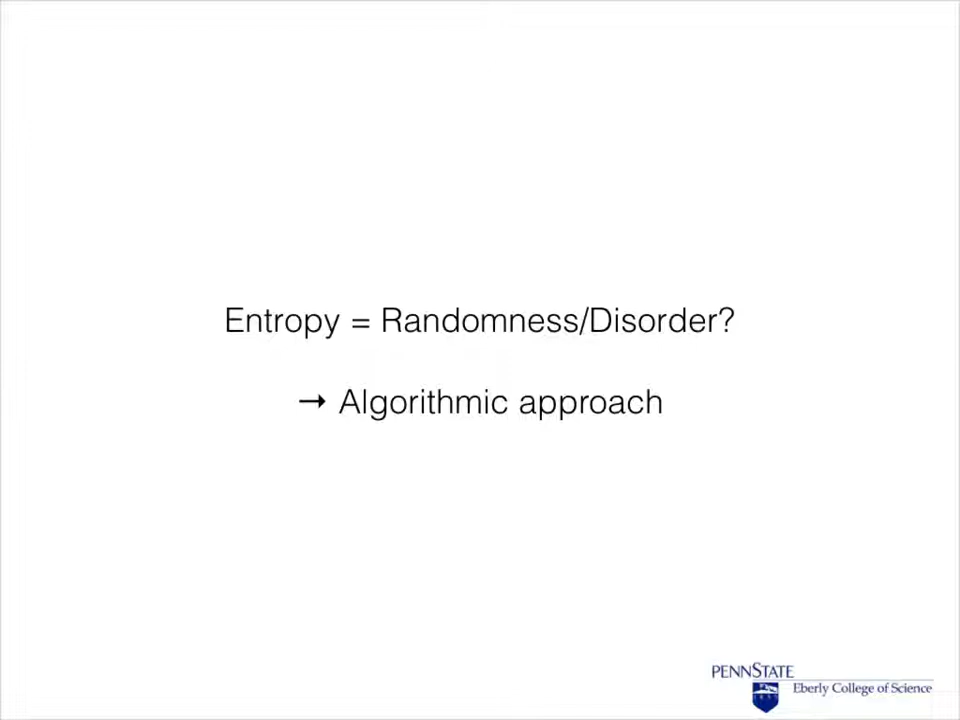 Entropy = Randomness/Disorder?
→ Algorithmic approach
PENNSTATE
Eberly College of Science